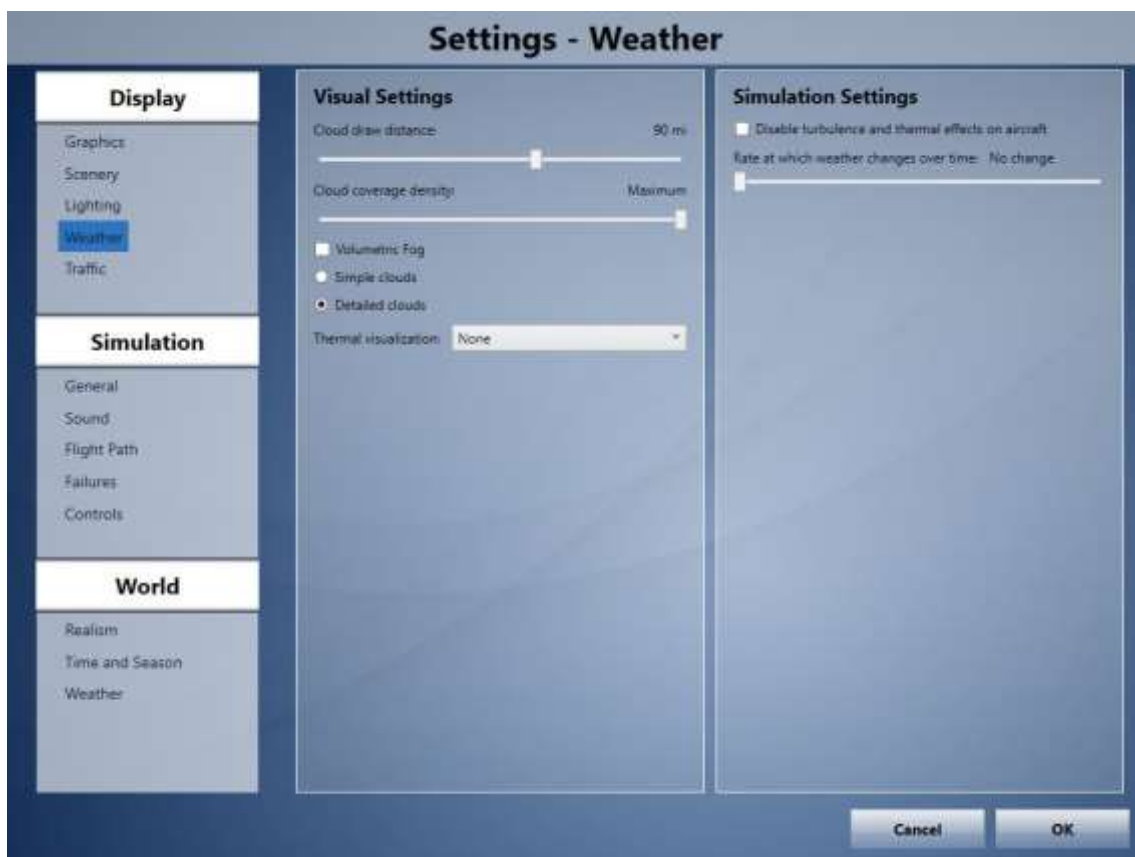 Settings - Weather
Display
Graphics
Scenery
Lighting
Weather
Traffic
Simulation
General
Sound
Flight Path
Failures
Controls
World
Realism
Time and Season
Weather
Visual Settings
Cloud draw distance: 90 mi
Cloud coverage density: Maximum
Volumetric Fog
Simple clouds
Detailed clouds
Thermal visualization: None
Simulation Settings
Disable turbulence and thermal effects on aircraft
Rate at which weather changes over time: No change
Cancel OK